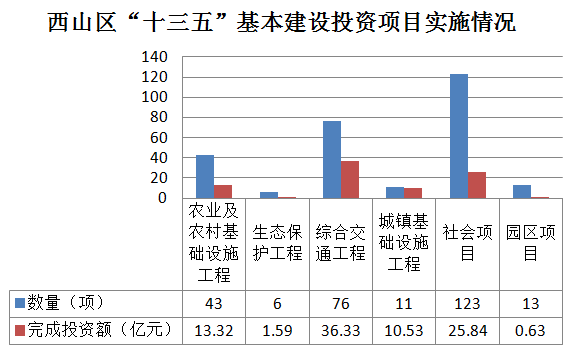 西山区“十三五”基本建设投资项目实施情况
140
120
100
80
60
40
20
0
农业及农村基础设施工程
生态保护工程
综合交通工程
城镇基础设施工程
社会项目
园区项目
数量（项） 43 6 76 11 123 13
完成投资额（亿元） 13.32 1.59 36.33 10.53 25.84 0.63